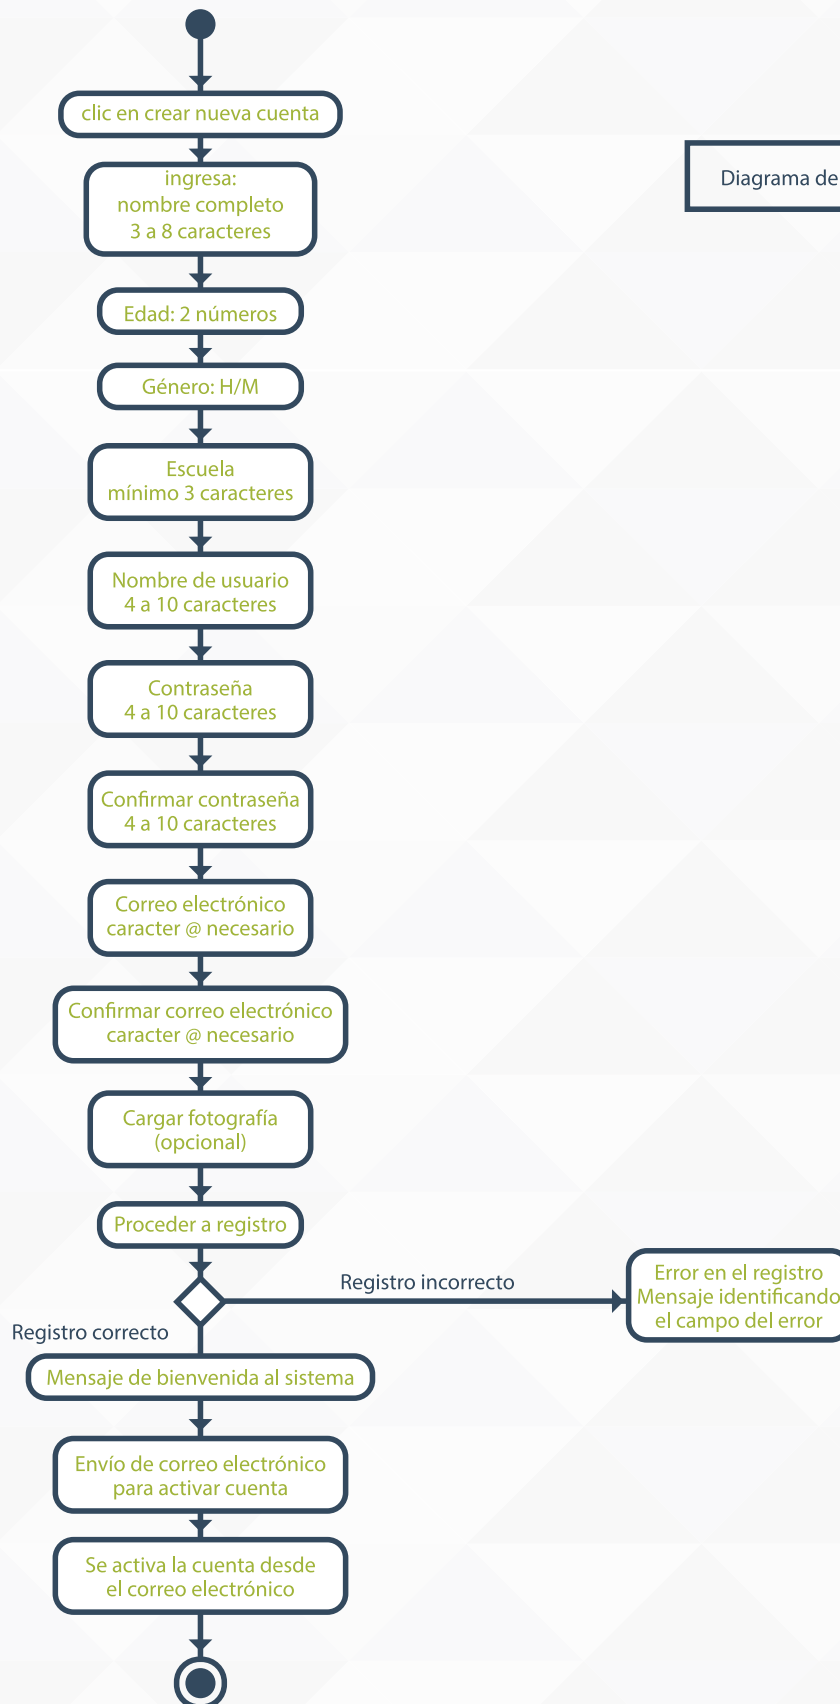 clic en crear nueva cuenta
ingresa:
nombre completo
3 a 8 caracteres
Diagrama de
Edad: 2 números
Género: H/M
Escuela
mínimo 3 caracteres
Nombre de usuario
4 a 10 caracteres
Contraseña
4 a 10 caracteres
Confirmar contraseña
4 a 10 caracteres
Correo electrónico
caracter @ necesario
Confirmar correo electrónico
caracter @ necesario
Cargar fotografía
(opcional)
Proceder a registro
Registro incorrecto
Error en el registro
Mensaje identificando
el campo del error
Registro correcto
Mensaje de bienvenida al sistema
Envío de correo electrónico
para activar cuenta
Se activa la cuenta desde
el correo electrónico